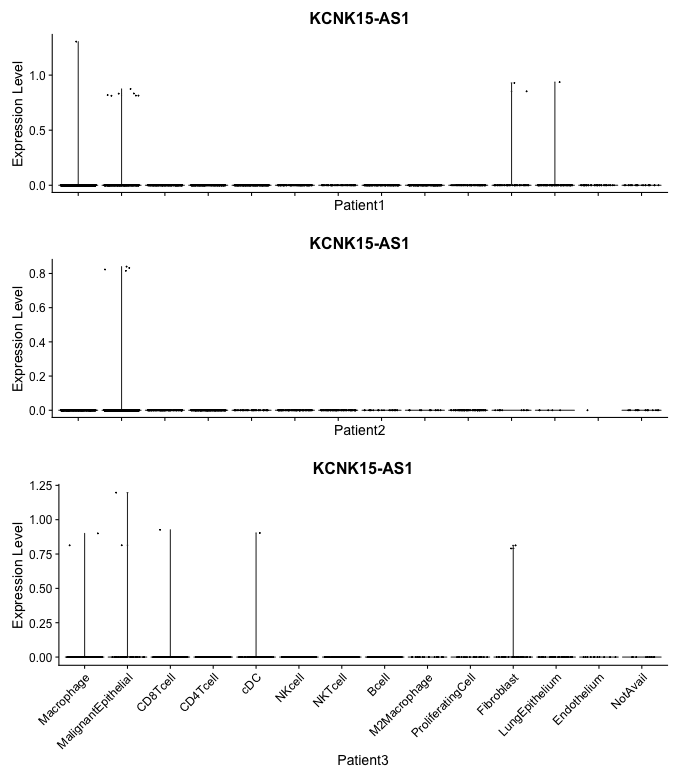 KCNK15-AS1
Expression Level
1.0
0.5
0.0
Patient1
KCNK15-AS1
Expression Level
0.8
0.6
0.4
0.2
0.0
Patient2
KCNK15-AS1
Expression Level
1.25
1.00
0.75
0.50
0.25
0.00
Macrophage
MalignantEpithelial
CD8Tcell
CD4Tcell
cDC
NKcell
NKTcell
Bcell
M2Macrophage
ProliferatingCell
Fibroblast
LungEpithelium
Endothelium
NotAvail
Patient3